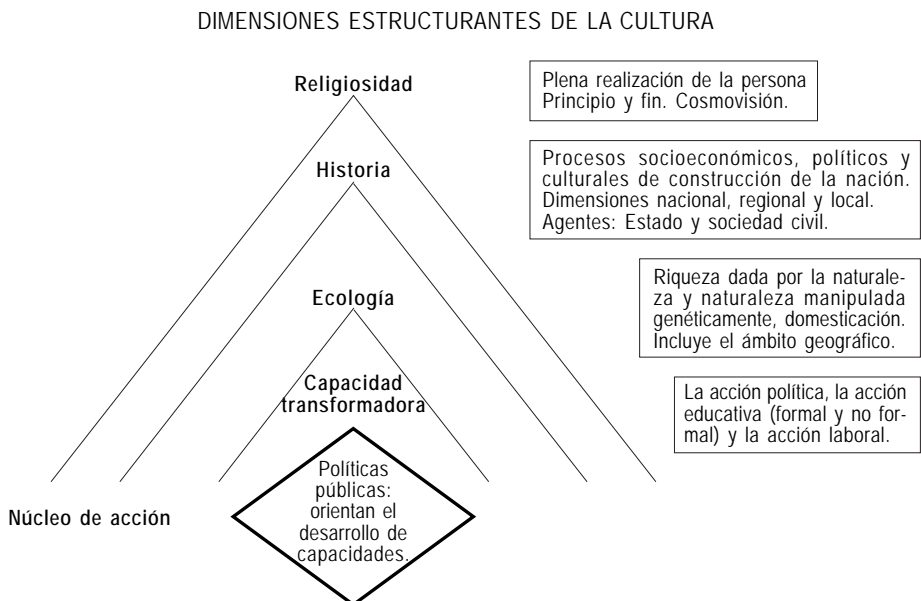 DIMENSIONES ESTRUCTURANTES DE LA CULTURA
Religiosidad
Plena realización de la persona
Principio y fin. Cosmovisión.
Historia
Procesos socioeconómicos, políticos y
culturales de construcción de la nación.
Dimensiones nacional, regional y local.
Agentes: Estado y sociedad civil.
Ecología
Riqueza dada por la naturale-
za y naturaleza manipulada
genéticamente, domesticación.
Incluye el ámbito geográfico.
Capacidad
transformadora
La acción política, la acción
educativa (formal y no for-
mal) y la acción laboral.
Núcleo de acción
Políticas
públicas:
orientan el
desarrollo de
capacidades.